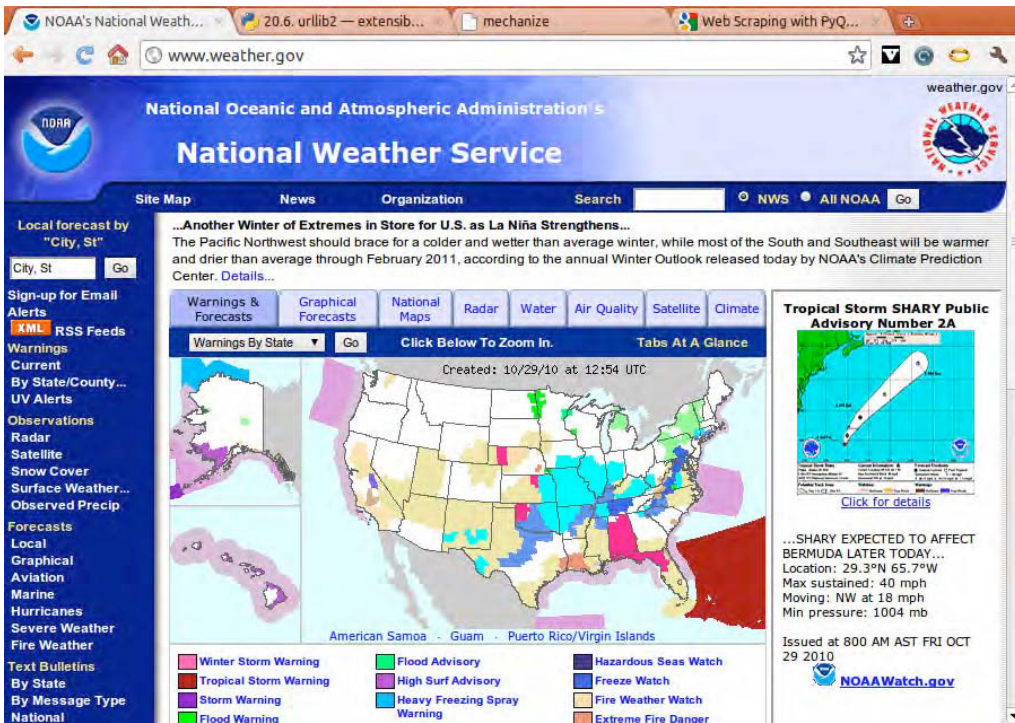 NOAA's National Weath...
20.6. urllib2 — extensib...
mechanize
Web Scraping with PyQ...
www.weather.gov
weather.gov
NOAA
National Oceanic and Atmospheric Administration's
National Weather Service
Site Map News Organization Search NWS All NOAA Go
Local forecast by
"City, St"
City, St Go
Sign-up for Email
Alerts
XML RSS Feeds
Warnings
Current
By State/County...
UV Alerts
Observations
Radar
Satellite
Snow Cover
Surface Weather...
Observed Precip
Forecasts
Local
Graphical
Aviation
Marine
Hurricanes
Severe Weather
Fire Weather
Text Bulletins
By State
By Message Type
National
...Another Winter of Extremes in Store for U.S. as La Niña Strengthens...
The Pacific Northwest should brace for a colder and wetter than average winter, while most of the South and Southeast will be warmer
and drier than average through February 2011, according to the annual Winter Outlook released today by NOAA's Climate Prediction
Center. Details...
Warnings &
Forecasts
Graphical
Forecasts
National
Maps
Radar
Water
Air Quality
Satellite
Climate
Warnings By State Go Click Below To Zoom In. Tabs At A Glance
Created: 10/29/10 at 12:54 UTC
American Samoa - Guam - Puerto Rico/Virgin Islands
Winter Storm Warning
Tropical Storm Warning
Storm Warning
Flood Warning
Flood Advisory
High Surf Advisory
Heavy Freezing Spray
Warning
Hazardous Seas Watch
Freeze Watch
Fire Weather Watch
Extreme Fire Danger
Tropical Storm SHARY Public
Advisory Number 2A
Click for details
...SHARY EXPECTED TO AFFECT
BERMUDA LATER TODAY...
Location: 29.3°N 65.7°W
Max sustained: 40 mph
Moving: NW at 18 mph
Min pressure: 1004 mb
Issued at 800 AM AST FRI OCT
29 2010
NOAAWatch.gov